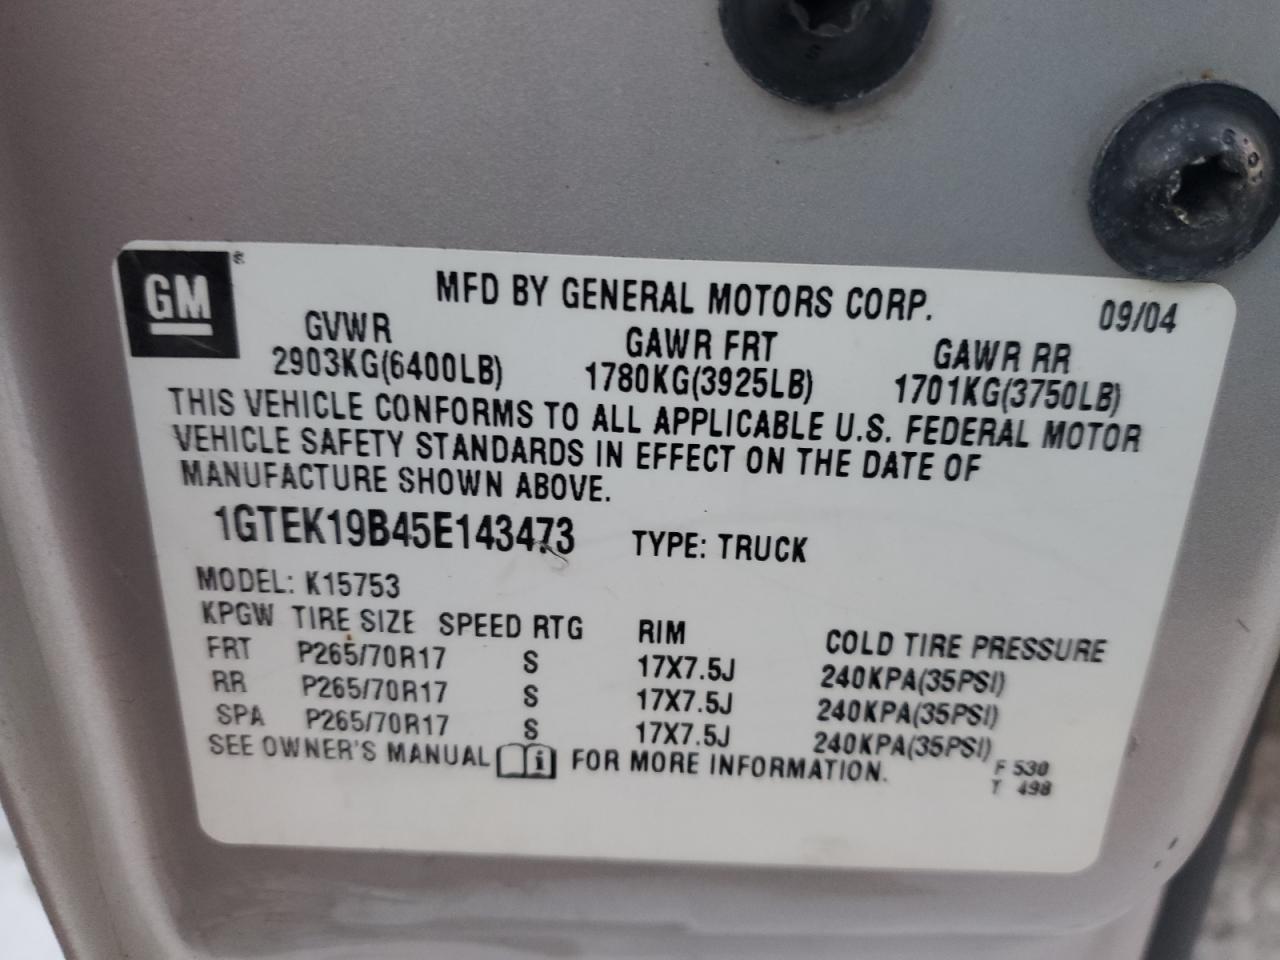 GM
MFD BY GENERAL MOTORS CORP. 09/04
GVWR GAWR FRT GAWR RR
2903KG(6400LB) 1780KG(3925LB) 1701KG(3750LB)
THIS VEHICLE CONFORMS TO ALL APPLICABLE U.S. FEDERAL MOTOR
VEHICLE SAFETY STANDARDS IN EFFECT ON THE DATE OF
MANUFACTURE SHOWN ABOVE.
1GTEK19B45E143473 TYPE: TRUCK
MODEL: K15753
KPGW TIRE SIZE SPEED RTG RIM COLD TIRE PRESSURE
FRT P265/70R17 S 17X7.5J 240KPA(35PSI)
RR P265/70R17 S 17X7.5J 240KPA(35PSI)
SPA P265/70R17 S 17X7.5J 240KPA(35PSI)
SEE OWNER'S MANUAL i FOR MORE INFORMATION.
F 530
T 498